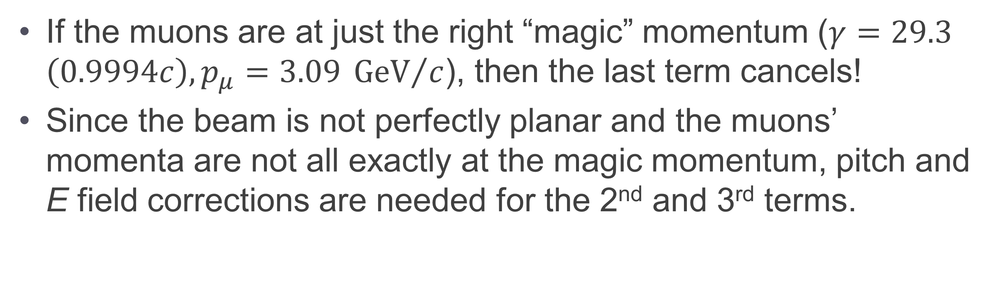 • If the muons are at just the right “magic” momentum (γ = 29.3
(0.9994c), pμ = 3.09 GeV/c), then the last term cancels!
• Since the beam is not perfectly planar and the muons’
momenta are not all exactly at the magic momentum, pitch and
E field corrections are needed for the 2nd and 3rd terms.